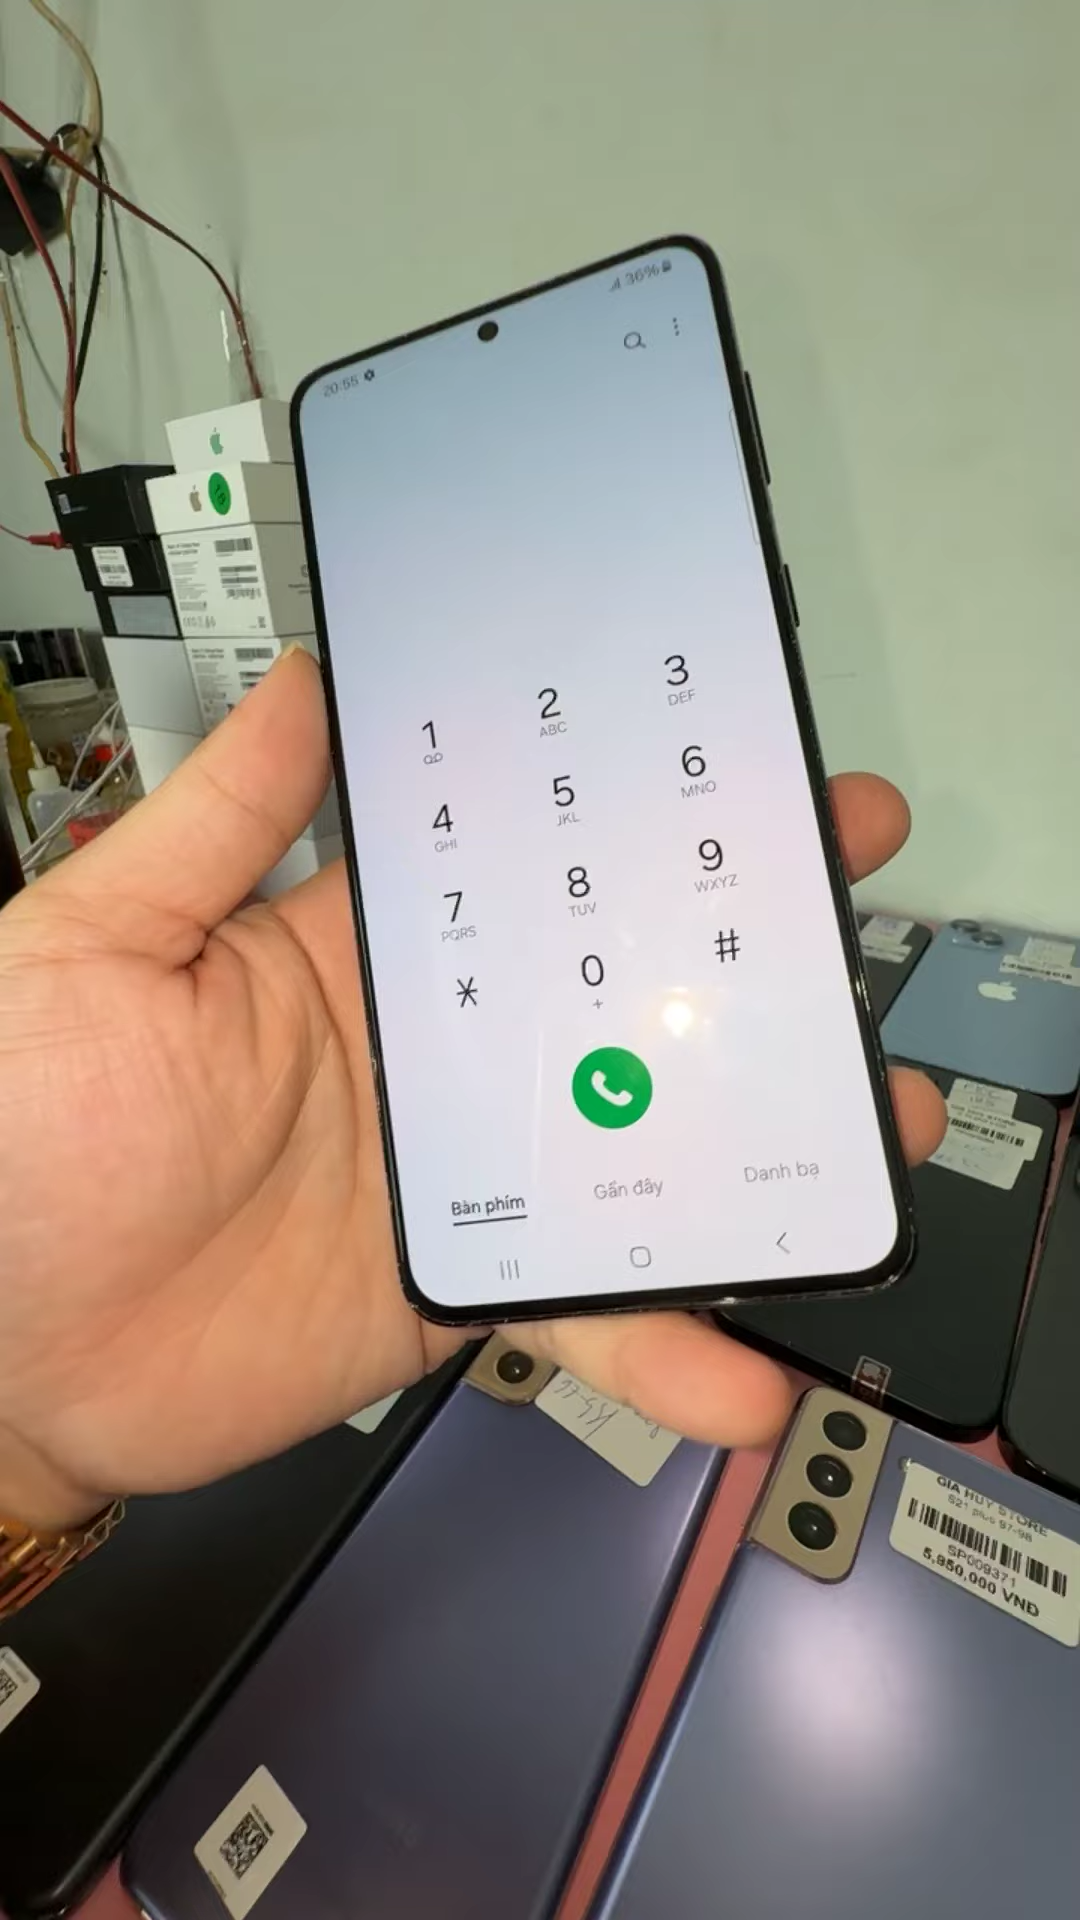 20:55
36%
1
2
ABC
3
DEF
4
GHI
5
JKL
6
MNO
7
PQRS
8
TUV
9
WXYZ
*
0
+
#
Bàn phím
Gần đây
Danh bạ
GIA HUY STORE
S21 plus 97-98
SP009371
5,850,000 VNĐ